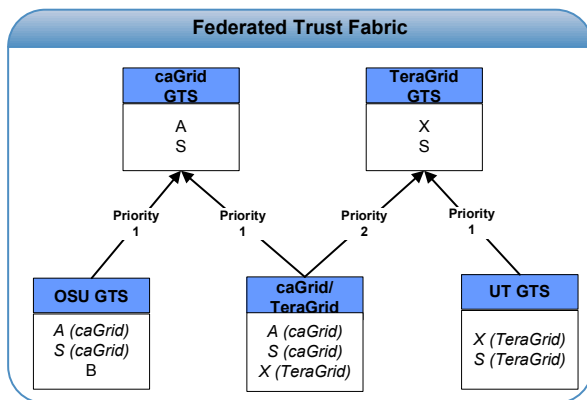 Federated Trust Fabric
caGrid
GTS
A
S
TeraGrid
GTS
X
S
Priority
1
Priority
1
Priority
2
Priority
1
OSU GTS
A (caGrid)
S (caGrid)
B
caGrid/
TeraGrid
A (caGrid)
S (caGrid)
X (TeraGrid)
UT GTS
X (TeraGrid)
S (TeraGrid)